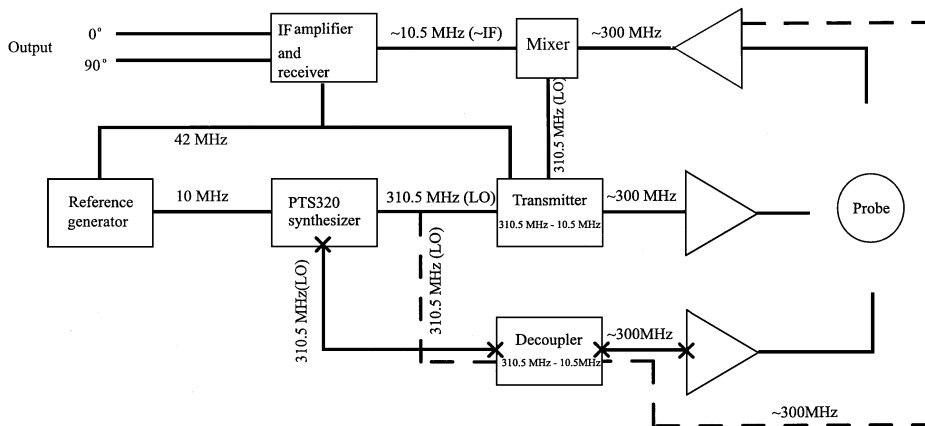 Output
0°
90°
IF amplifier
and
receiver
~10.5 MHz (~IF)
Mixer
~300 MHz
310.5 MHz (LO)
42 MHz
Reference
generator
10 MHz
PTS320
synthesizer
310.5 MHz (LO)
Transmitter
310.5 MHz - 10.5 MHz
~300 MHz
Probe
310.5 MHz(LO)
310.5 MHz (LO)
Decoupler
310.5 MHz - 10.5MHz
~300MHz
~300MHz